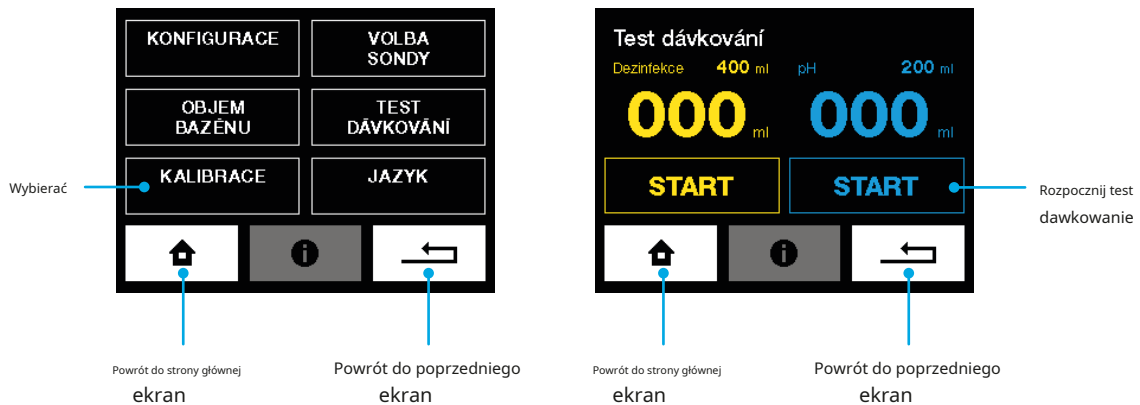 KONFIGURACE
VOLBA
SONDY
OBJEM
BAZÉNU
TEST
DÁVKOVÁNÍ
KALIBRACE
JAZYK
Wybierać
Powrót do strony głównej
ekran
Powrót do poprzedniego
ekran
Test dávkování
Dezinfekce 400 ml
pH 200 ml
000 ml
000 ml
START
START
Rozpocznij test
dawkowanie
Powrót do strony głównej
ekran
Powrót do poprzedniego
ekran